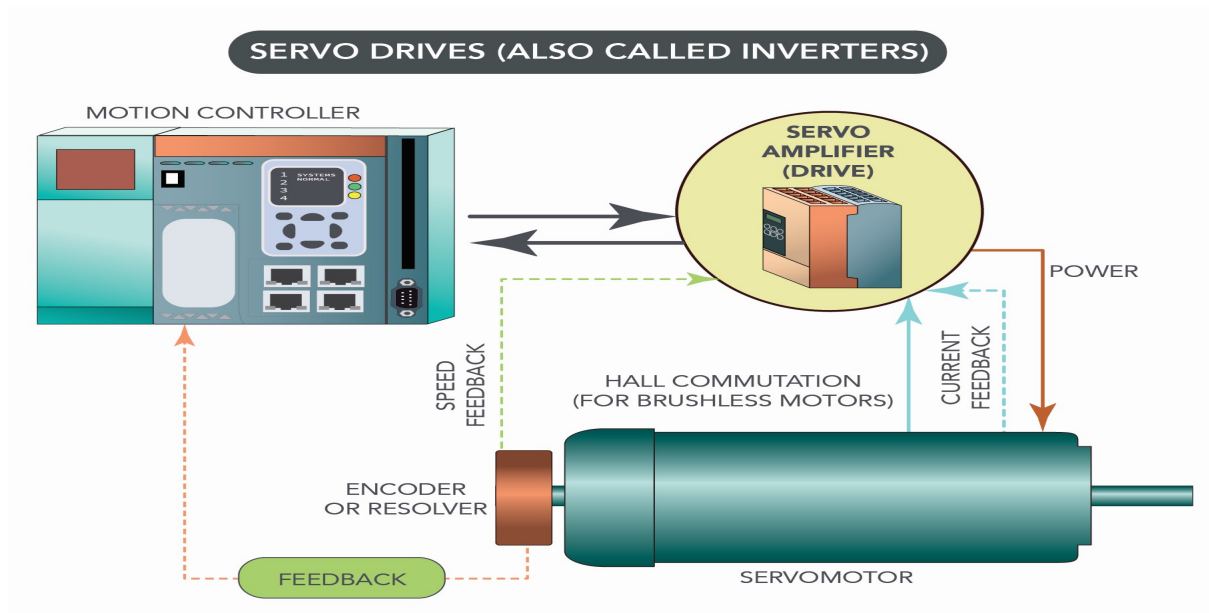 SERVO DRIVES (ALSO CALLED INVERTERS)
MOTION CONTROLLER
SERVO
AMPLIFIER
(DRIVE)
1 SYSTEMS
2 NORMAL
3
4
POWER
SPEED
FEEDBACK
HALL COMMUTATION
(FOR BRUSHLESS MOTORS)
CURRENT
FEEDBACK
ENCODER
OR RESOLVER
FEEDBACK
SERVOMOTOR